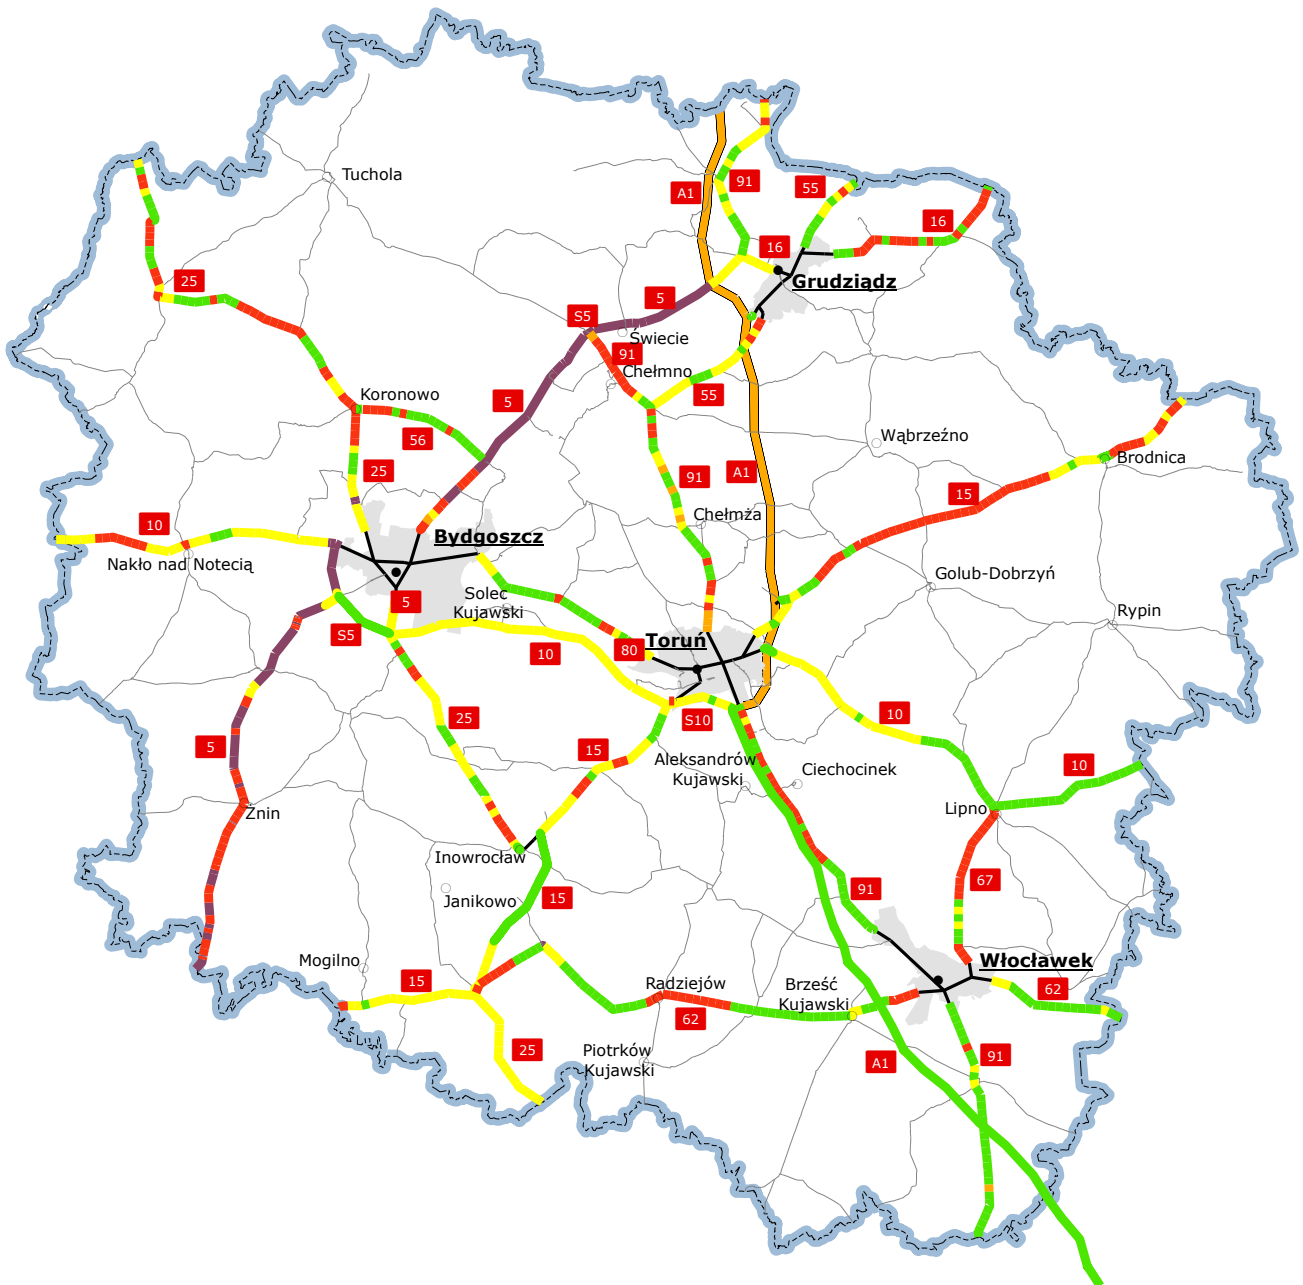 Tuchola
91
55
A1
16
16
25
Grudziądz
5
S5
Świecie
91
Chełmno
55
Koronowo
5
56
Wąbrzeźno
25
Brodnica
91
A1
15
Chełmża
10
Bydgoszcz
Nakło nad Notecią
Golub-Dobrzyń
Solec
Kujawski
5
Rypin
S5
Toruń
80
10
25
S10
10
5
15
Aleksandrów
Kujawski
Ciechocinek
10
Żnin
Lipno
Inowrocław
67
91
Janikowo
15
Mogilno
Włocławek
15
Radziejów
Brześć
Kujawski
62
62
25
Piotrków
Kujawski
A1
91